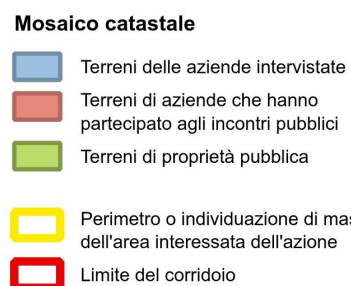 Mosaico catastale
Terreni delle aziende intervistate
Terreni di aziende che hanno
partecipato agli incontri pubblici
Terreni di proprietà pubblica
Perimetro o individuazione di
dell'area interessata dell'azione
Limite del corridoio